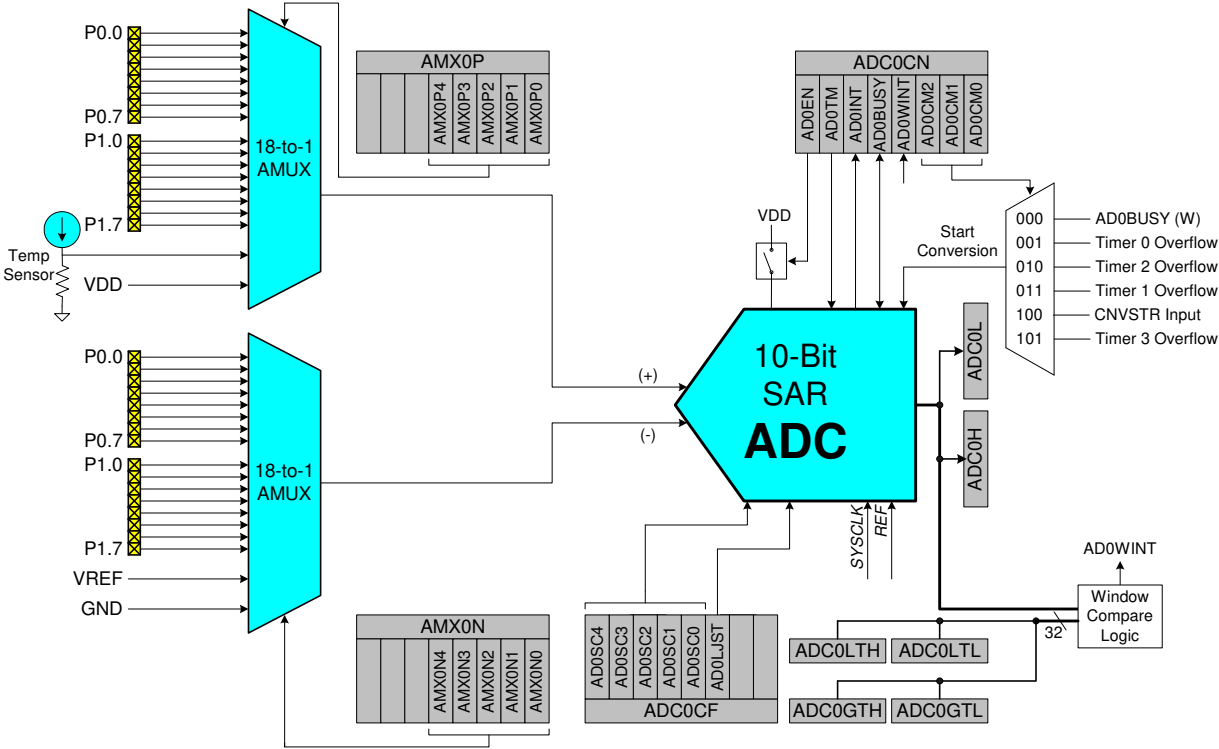 P0.0
P0.7
P1.0
P1.7
18-to-1
AMUX
Temp
Sensor
VDD
AMX0P
AMX0P4
AMX0P3
AMX0P2
AMX0P1
AMX0P0
ADC0CN
AD0EN
AD0TM
AD0INT
AD0BUSY
AD0WINT
AD0CM2
AD0CM1
AD0CM0
VDD
Start
Conversion
000 AD0BUSY (W)
001 Timer 0 Overflow
010 Timer 2 Overflow
011 Timer 1 Overflow
100 CNVSTR Input
101 Timer 3 Overflow
P0.0
P0.7
P1.0
P1.7
18-to-1
AMUX
VREF
GND
(+)
(-)
10-Bit
SAR
ADC
ADC0L
ADC0H
SYSCLK
REF
AMX0N
AMX0N4
AMX0N3
AMX0N2
AMX0N1
AMX0N0
AD0SC4
AD0SC3
AD0SC2
AD0SC1
AD0SC0
AD0LJST
ADC0CF
AD0WINT
Window
Compare
Logic
32
ADC0LTH
ADC0LTL
ADC0GTH
ADC0GTL